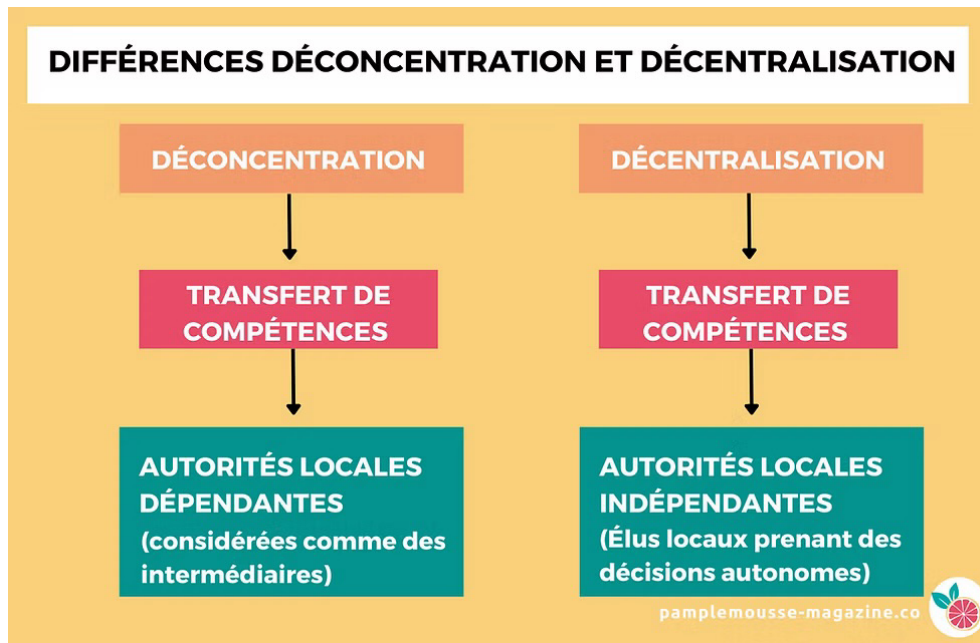 DIFFÉRENCES DÉCONCENTRATION ET DÉCENTRALISATION
DÉCONCENTRATION
TRANSFERT DE
COMPÉTENCES
AUTORITÉS LOCALES
DÉPENDANTES
(considérées comme des
intermédiaires)
DÉCENTRALISATION
TRANSFERT DE
COMPÉTENCES
AUTORITÉS LOCALES
INDÉPENDANTES
(Élus locaux prenant des
décisions autonomes)
pamplemousse-magazine.co